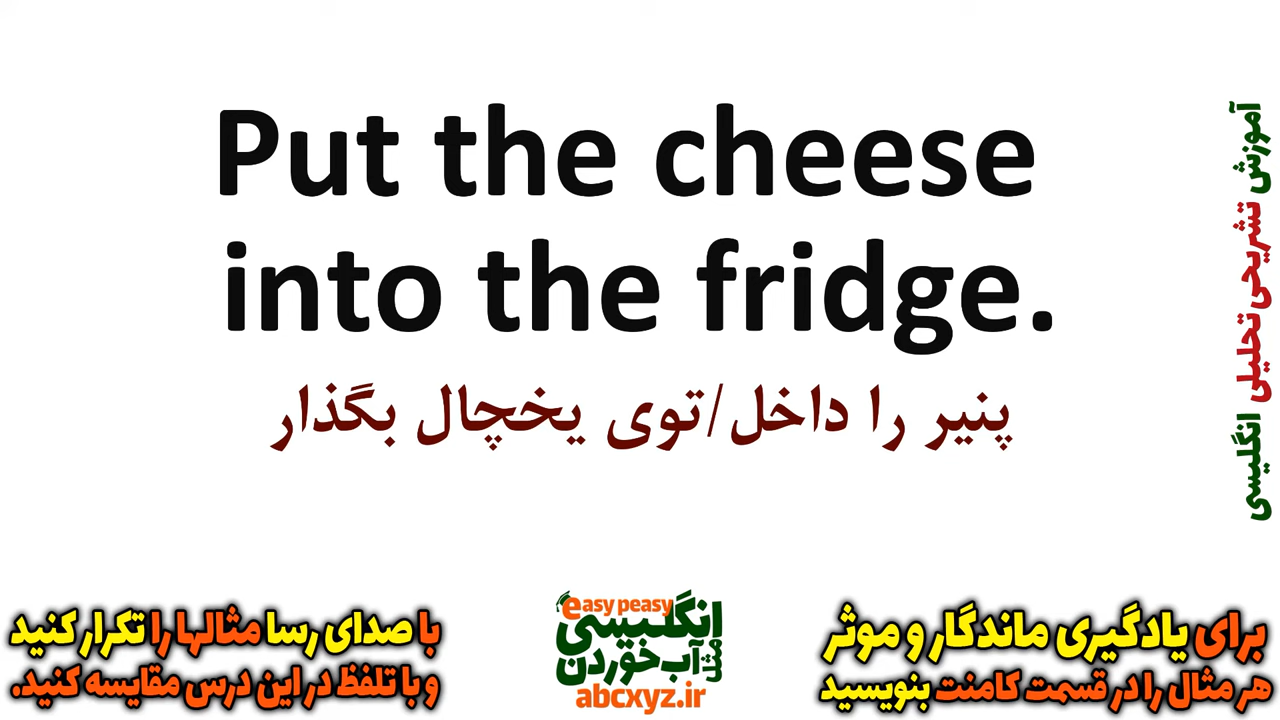 Put the cheese
into the fridge.
پنیر را داخل/توی یخچال بگذار
آموزش تشریحی تحلیلی انگلیسی
برای یادگیری ماندگار و موثر
هر مثال را در قسمت کامنت بنویسید
easy peasy
انگلیسی
مثل آب خوردن
abcxyz.ir
با صدای رسا مثالها را تکرار کنید
و با تلفظ در این درس مقایسه کنید.